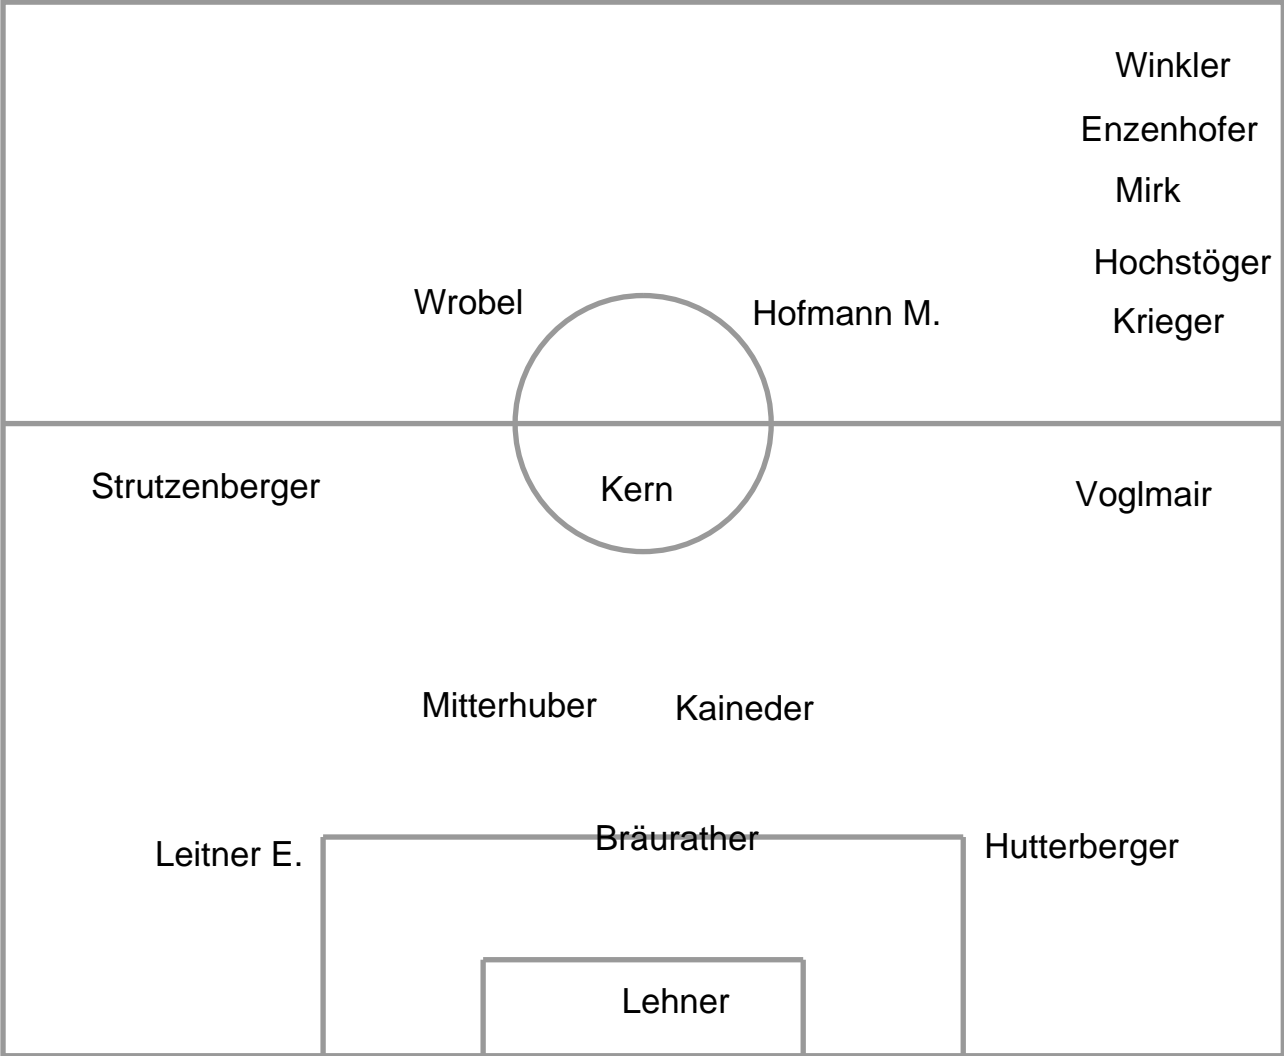 Winkler
Enzenhofer
Mirk
Hochstöger
Wrobel
Hofmann M.
Krieger
Strutzenberger
Kern
Voglmair
Mitterhuber
Kaineder
Bräurather
Leitner E.
Hutterberger
Lehner